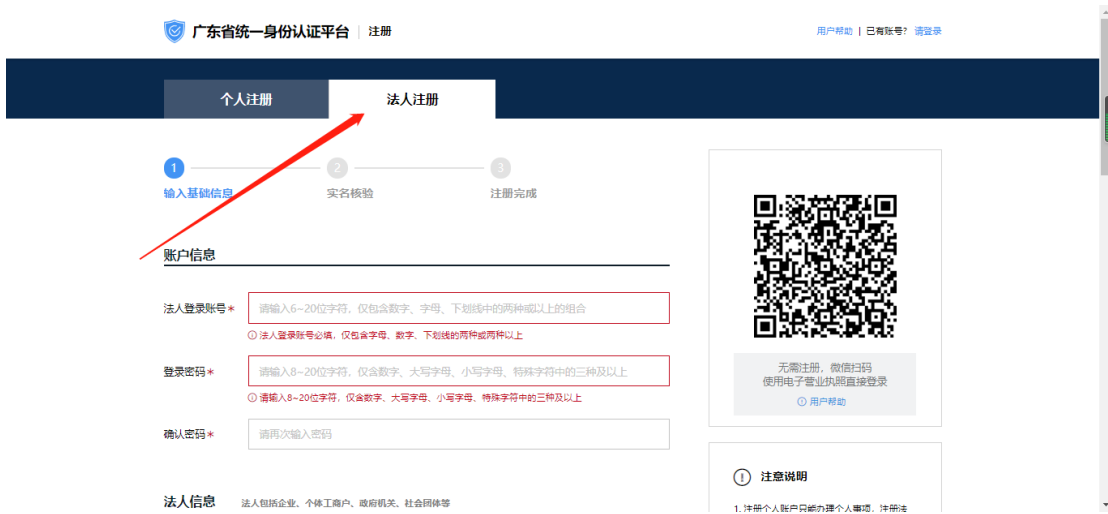 广东省统一身份认证平台 | 注册
用户帮助 | 已有账号? 请登录
个人注册
法人注册
1
2
3
输入基础信息
实名核验
注册完成
账户信息
法人登录账号*
请输入6~20位字符，仅包含数字、字母、下划线中的两种或以上的组合
法人登录账号必填，仅包含字母、数字、下划线的两种或两种以上
登录密码*
请输入8~20位字符，仅含数字、大写字母、小写字母、特殊字符中的三种及以上
请输入8~20位字符，仅含数字、大写字母、小写字母、特殊字符中的三种及以上
确认密码*
请再次输入密码
法人信息 法人包括企业、个体工商户、政府机关、社会团体等
无需注册，微信扫码
使用电子营业执照直接登录
用户帮助
注意说明
1. 注册个人账户只能办理个人事项，注册法